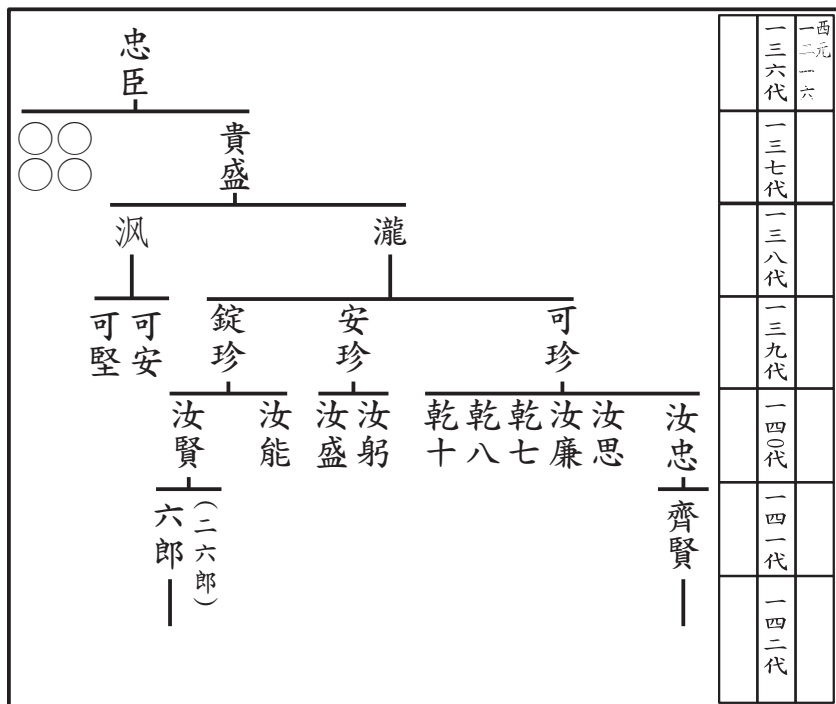 西元
一二一六
一三六代
一三七代
一三八代
一三九代
一四〇代
一四一代
一四二代
忠臣
貴盛
瀧
沨
可珍
安珍
錠珍
可安
可堅
汝忠
汝思
汝廉
乾七
乾八
乾十
汝躬
汝盛
汝能
汝賢
齊賢
(二六郎)
六郎